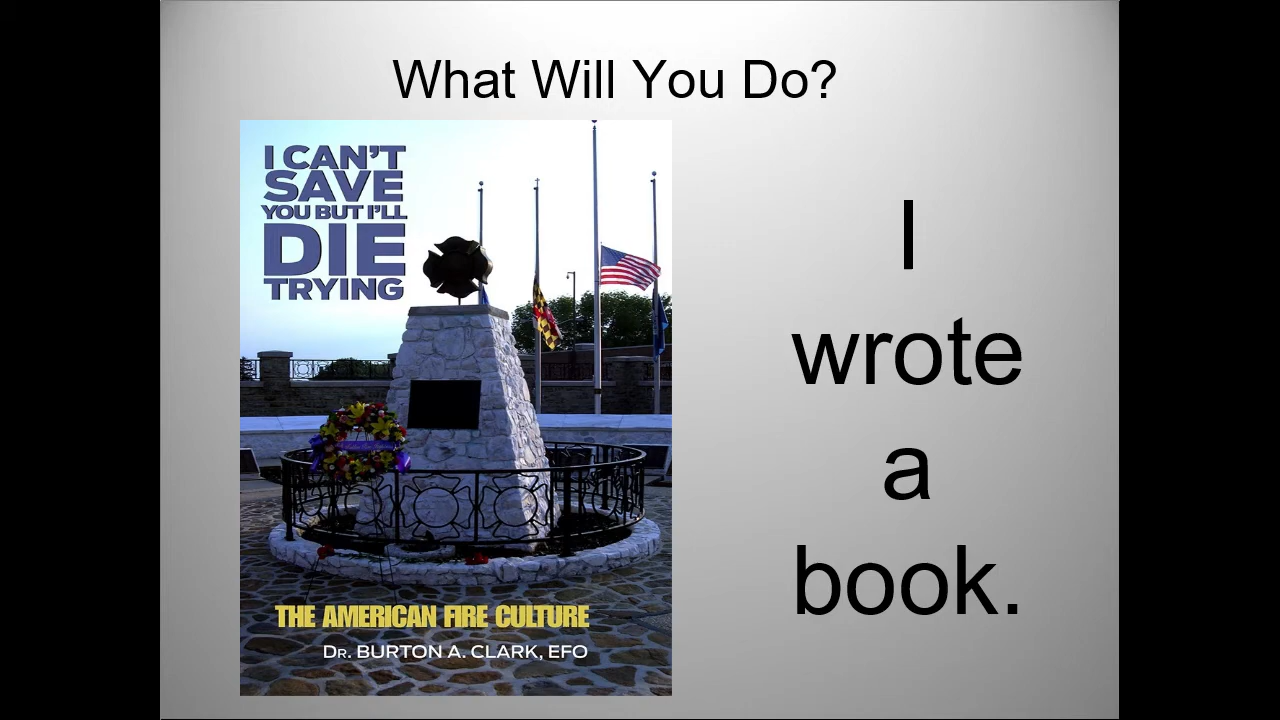 What Will You Do?
I CAN'T
SAVE
YOU BUT I'LL
DIE
TRYING
THE AMERICAN FIRE CULTURE
DR. BURTON A. CLARK, EFO
I
wrote
a
book.